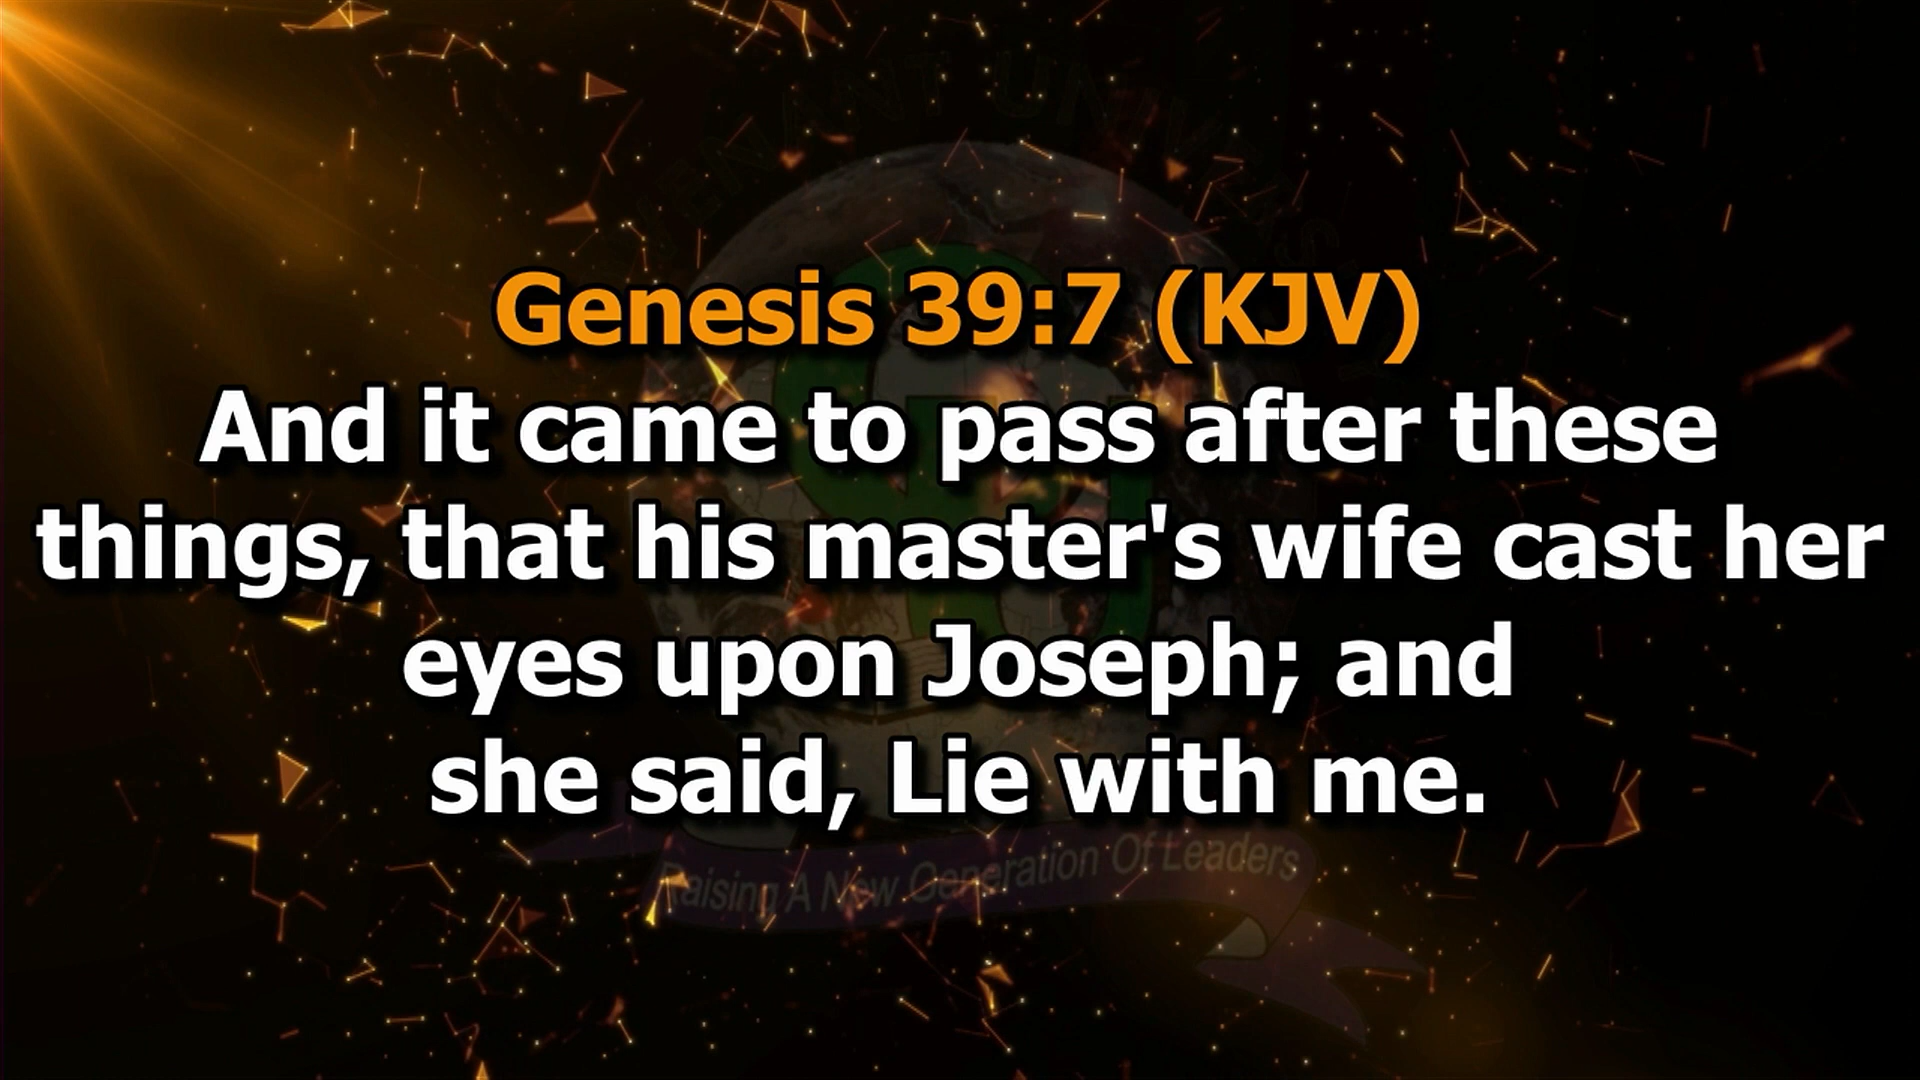 Genesis 39:7 (KJV)
And it came to pass after these
things, that his master's wife cast her
eyes upon Joseph; and
she said, Lie with me.
Raising A New Generation Of Leaders